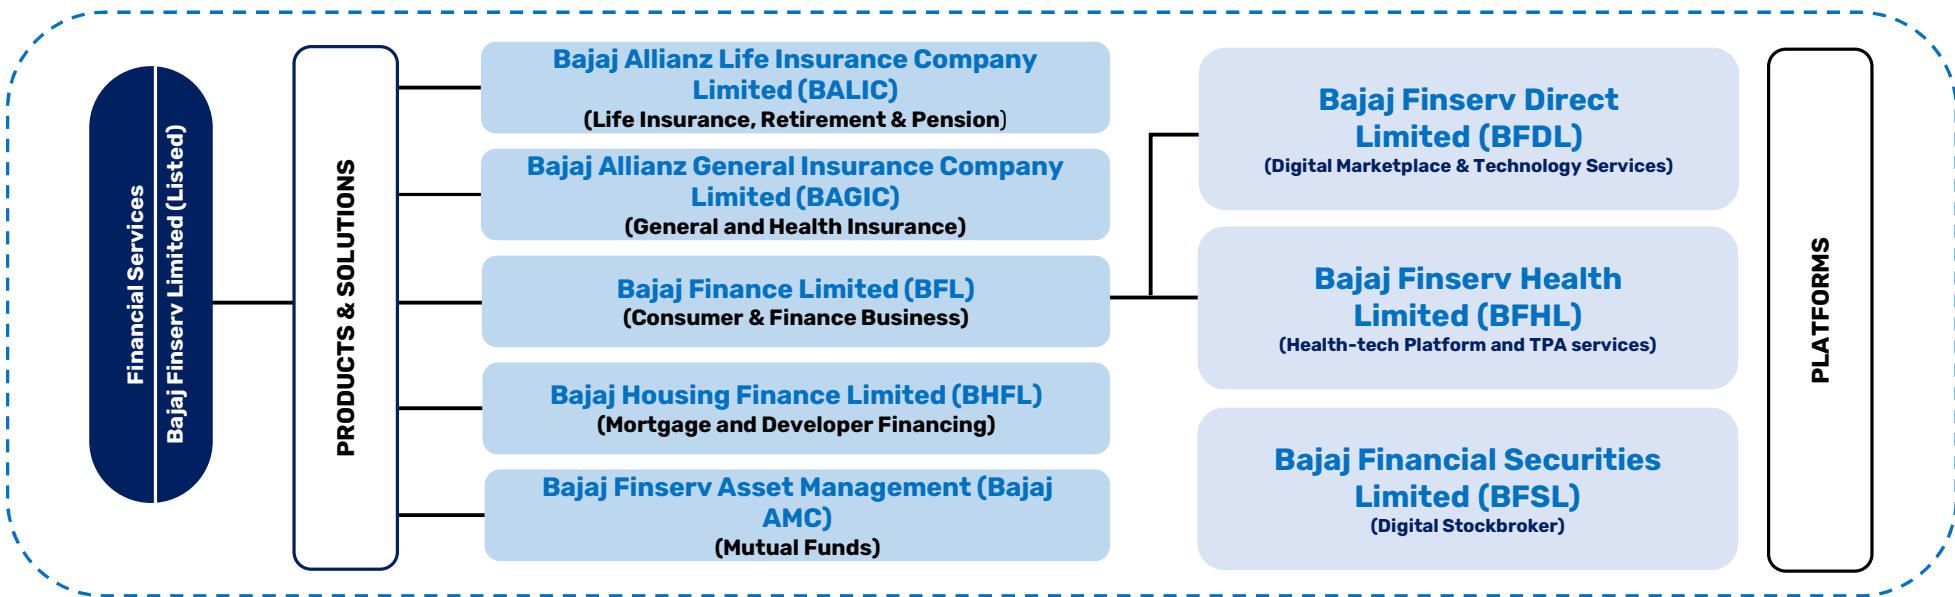 Financial Services
Bajaj Finserv Limited (Listed)
PRODUCTS & SOLUTIONS
Bajaj Allianz Life Insurance Company
Limited (BALIC)
(Life Insurance, Retirement & Pension)
Bajaj Allianz General Insurance Company
Limited (BAGIC)
(General and Health Insurance)
Bajaj Finance Limited (BFL)
(Consumer & Finance Business)
Bajaj Housing Finance Limited (BHFL)
(Mortgage and Developer Financing)
Bajaj Finserv Asset Management (Bajaj
AMC)
(Mutual Funds)
Bajaj Finserv Direct
Limited (BFDL)
(Digital Marketplace & Technology Services)
Bajaj Finserv Health
Limited (BFHL)
(Health-tech Platform and TPA services)
Bajaj Financial Securities
Limited (BFSL)
(Digital Stockbroker)
PLATFORMS